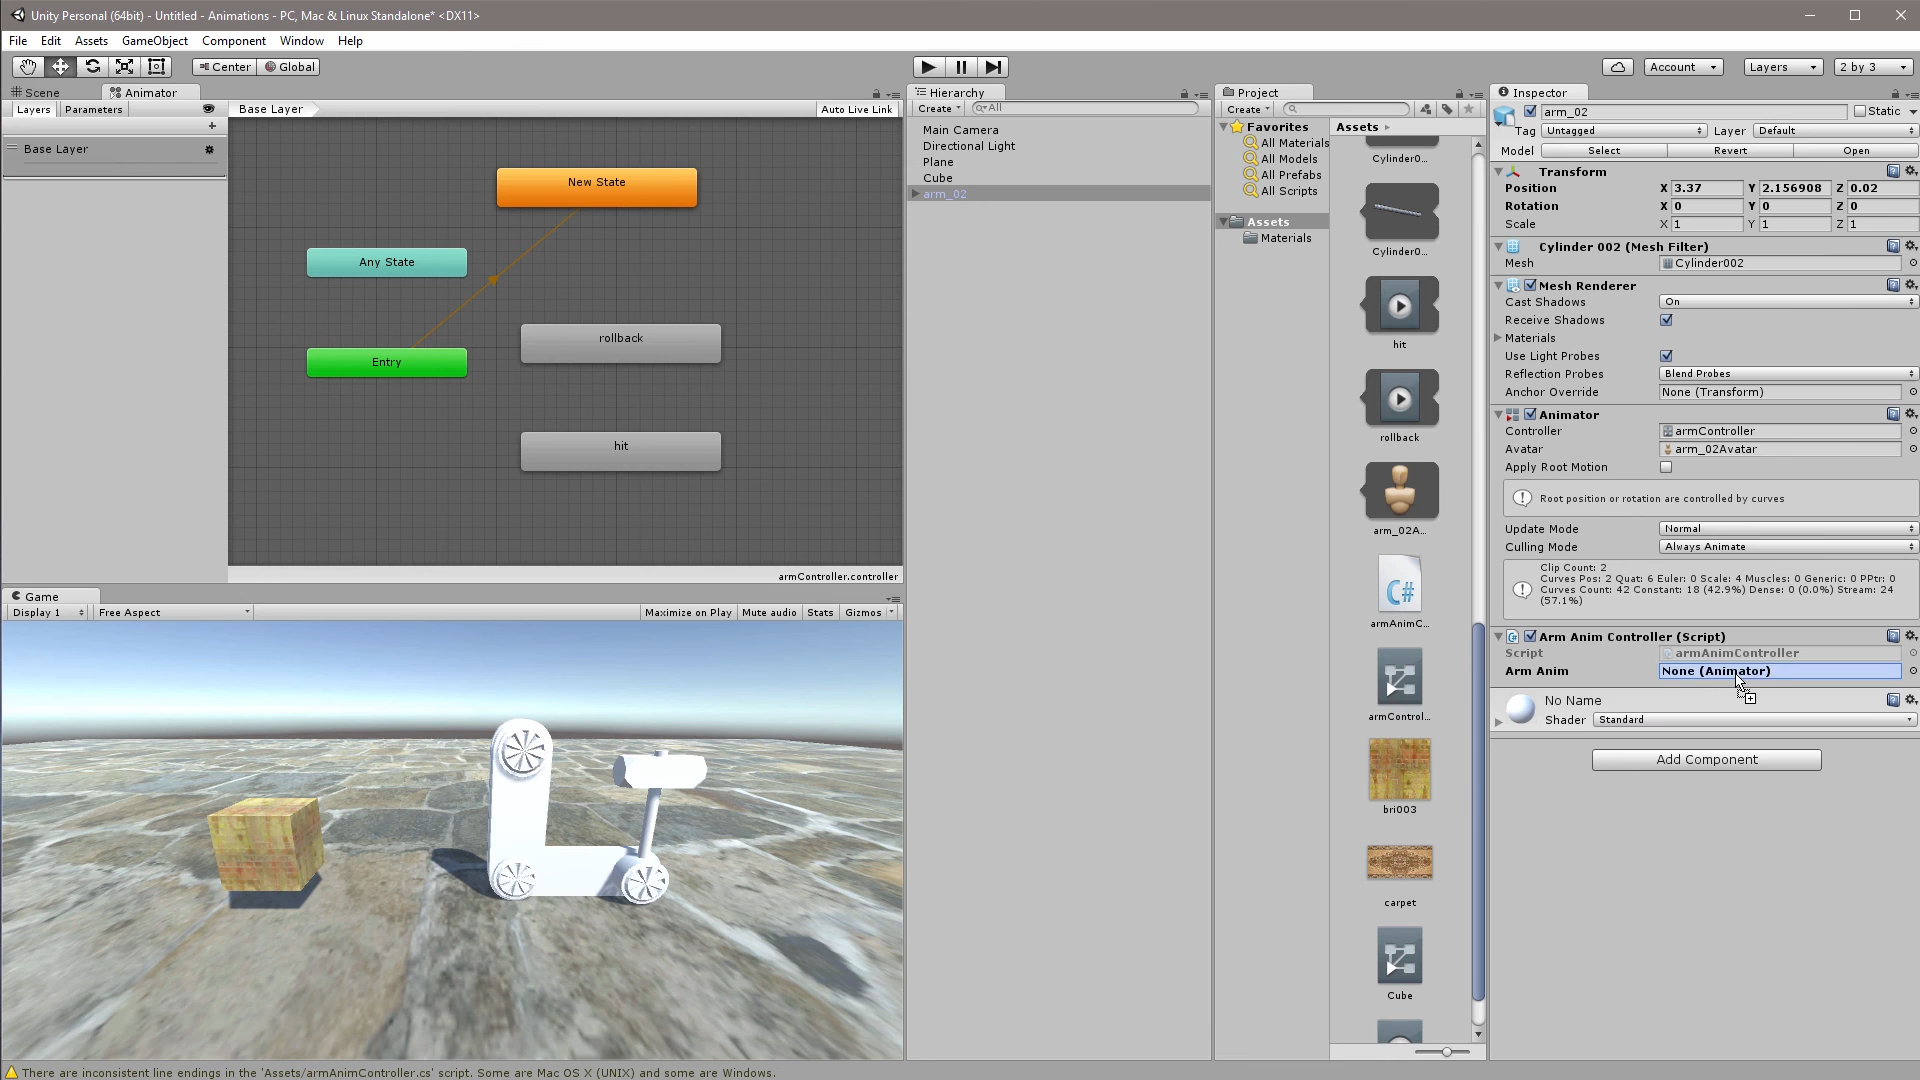 Unity Personal (64bit) - Untitled - Animations - PC, Mac & Linux Standalone* <DX11>
File Edit Assets GameObject Component Window Help
Center Global Account Layers 2 by 3
Scene Animator
Layers Parameters Base Layer Auto Live Link
Base Layer
New State
Any State
Entry
rollback
hit
armController.controller
Game
Display 1 Free Aspect Maximize on Play Mute audio Stats Gizmos
Hierarchy
Create All
Main Camera
Directional Light
Plane
Cube
arm_02
Project
Create
Favorites
All Materials
All Models
All Prefabs
All Scripts
Assets
Materials
Assets
Cylinder0...
Cylinder0...
hit
rollback
arm_02A...
C#
armAnimC...
armControl...
bri003
carpet
Cube
Inspector
arm_02 Static
Tag Untagged Layer Default
Model Select Revert Open
Transform
Position X 3.37 Y 2.156908 Z 0.02
Rotation X 0 Y 0 Z 0
Scale X 1 Y 1 Z 1
Cylinder 002 (Mesh Filter)
Mesh Cylinder002
Mesh Renderer
Cast Shadows On
Receive Shadows
Materials
Use Light Probes
Reflection Probes Blend Probes
Anchor Override None (Transform)
Animator
Controller armController
Avatar arm_02Avatar
Apply Root Motion
Root position or rotation are controlled by curves
Update Mode Normal
Culling Mode Always Animate
Clip Count: 2
Curves Pos: 2 Quat: 6 Euler: 0 Scale: 4 Muscles: 0 Generic: 0 PPtr: 0
Curves Count: 42 Constant: 18 (42.9%) Dense: 0 (0.0%) Stream: 24
(57.1%)
Arm Anim Controller (Script)
Script armAnimController
Arm Anim None (Animator)
No Name
Shader Standard
Add Component
There are inconsistent line endings in the 'Assets/armAnimController.cs' script. Some are Mac OS X (UNIX) and some are Windows.